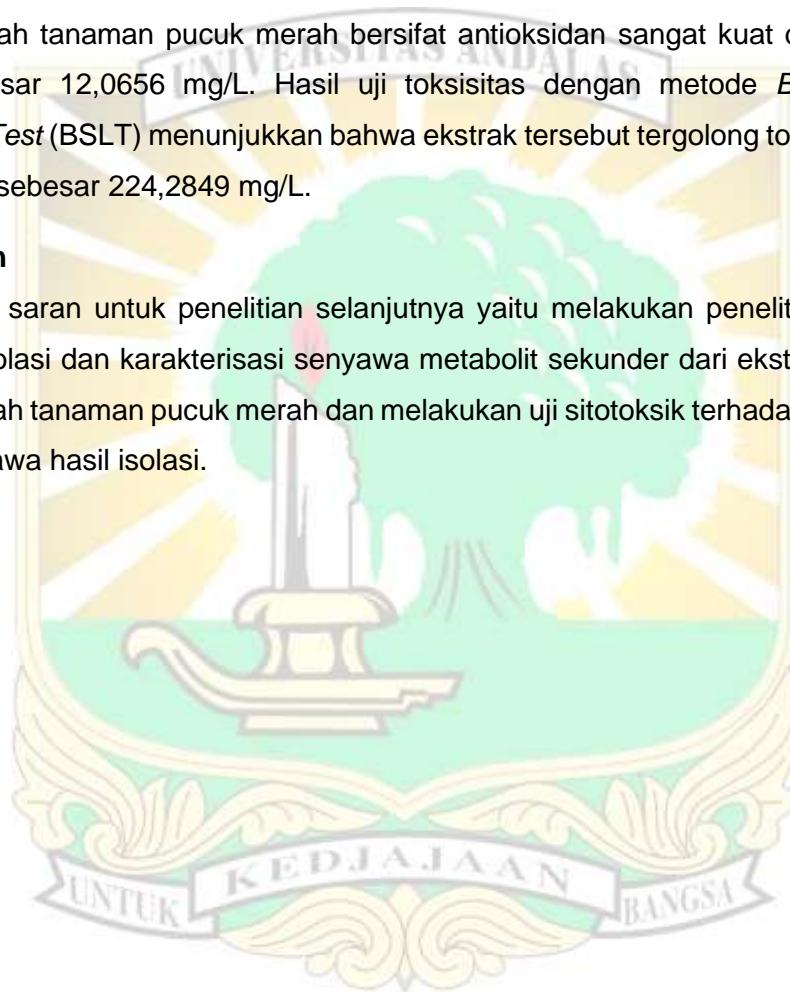 ah tanaman pucuk merah bersifat antioksidan sangat kuat
sar 12,0656 mg/L. Hasil uji toksisitas dengan metode
Test (BSLT) menunjukkan bahwa ekstrak tersebut tergolong to
sebesar 224,2849 mg/L.
n
saran untuk penelitian selanjutnya yaitu melakukan penelit
olasi dan karakterisasi senyawa metabolit sekunder dari ekst
ah tanaman pucuk merah dan melakukan uji sitotoksik terhada
awa hasil isolasi.
UNIVERSITAS ANDALAS
UNTUK KEDJAJAAN BANGSA